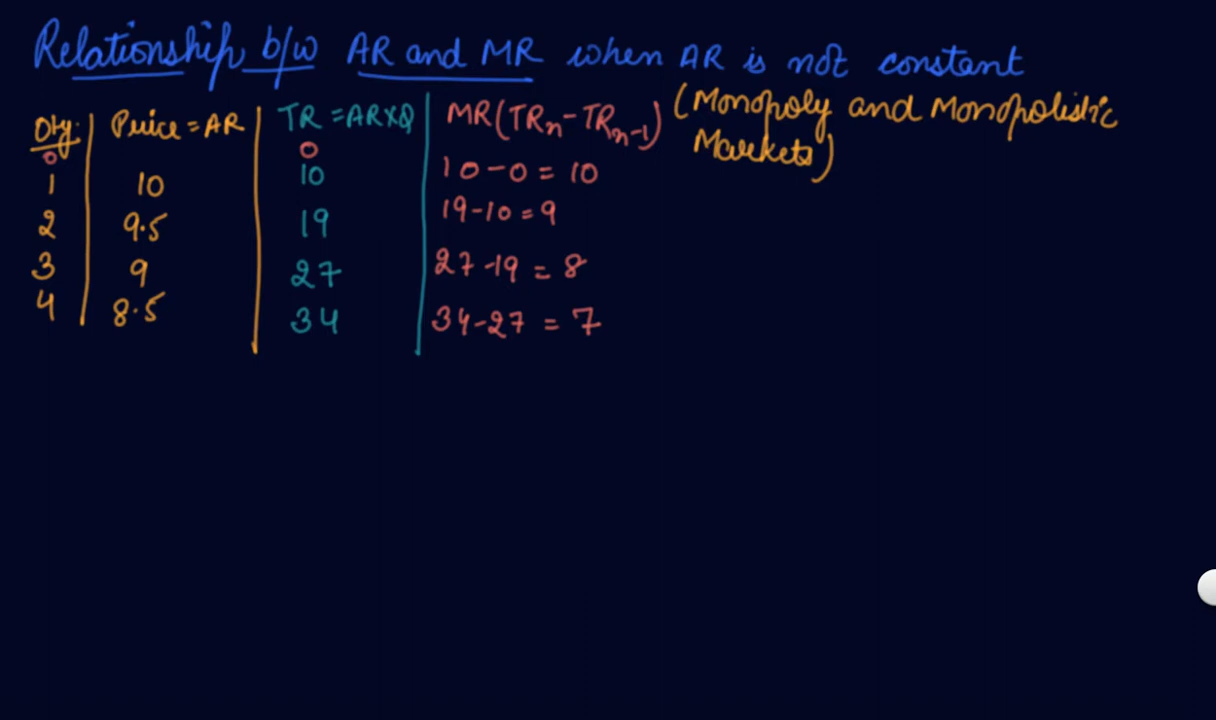 Relationship b/w AR and MR when AR is not constant
(Monopoly and Monopolistic
Markets)
Qty. Price = AR TR = AR×Q MR(TRn - TRn-1)
0 0
1 10 10 10-0 = 10
2 9.5 19 19-10 = 9
3 9 27 27-19 = 8
4 8.5 34 34-27 = 7